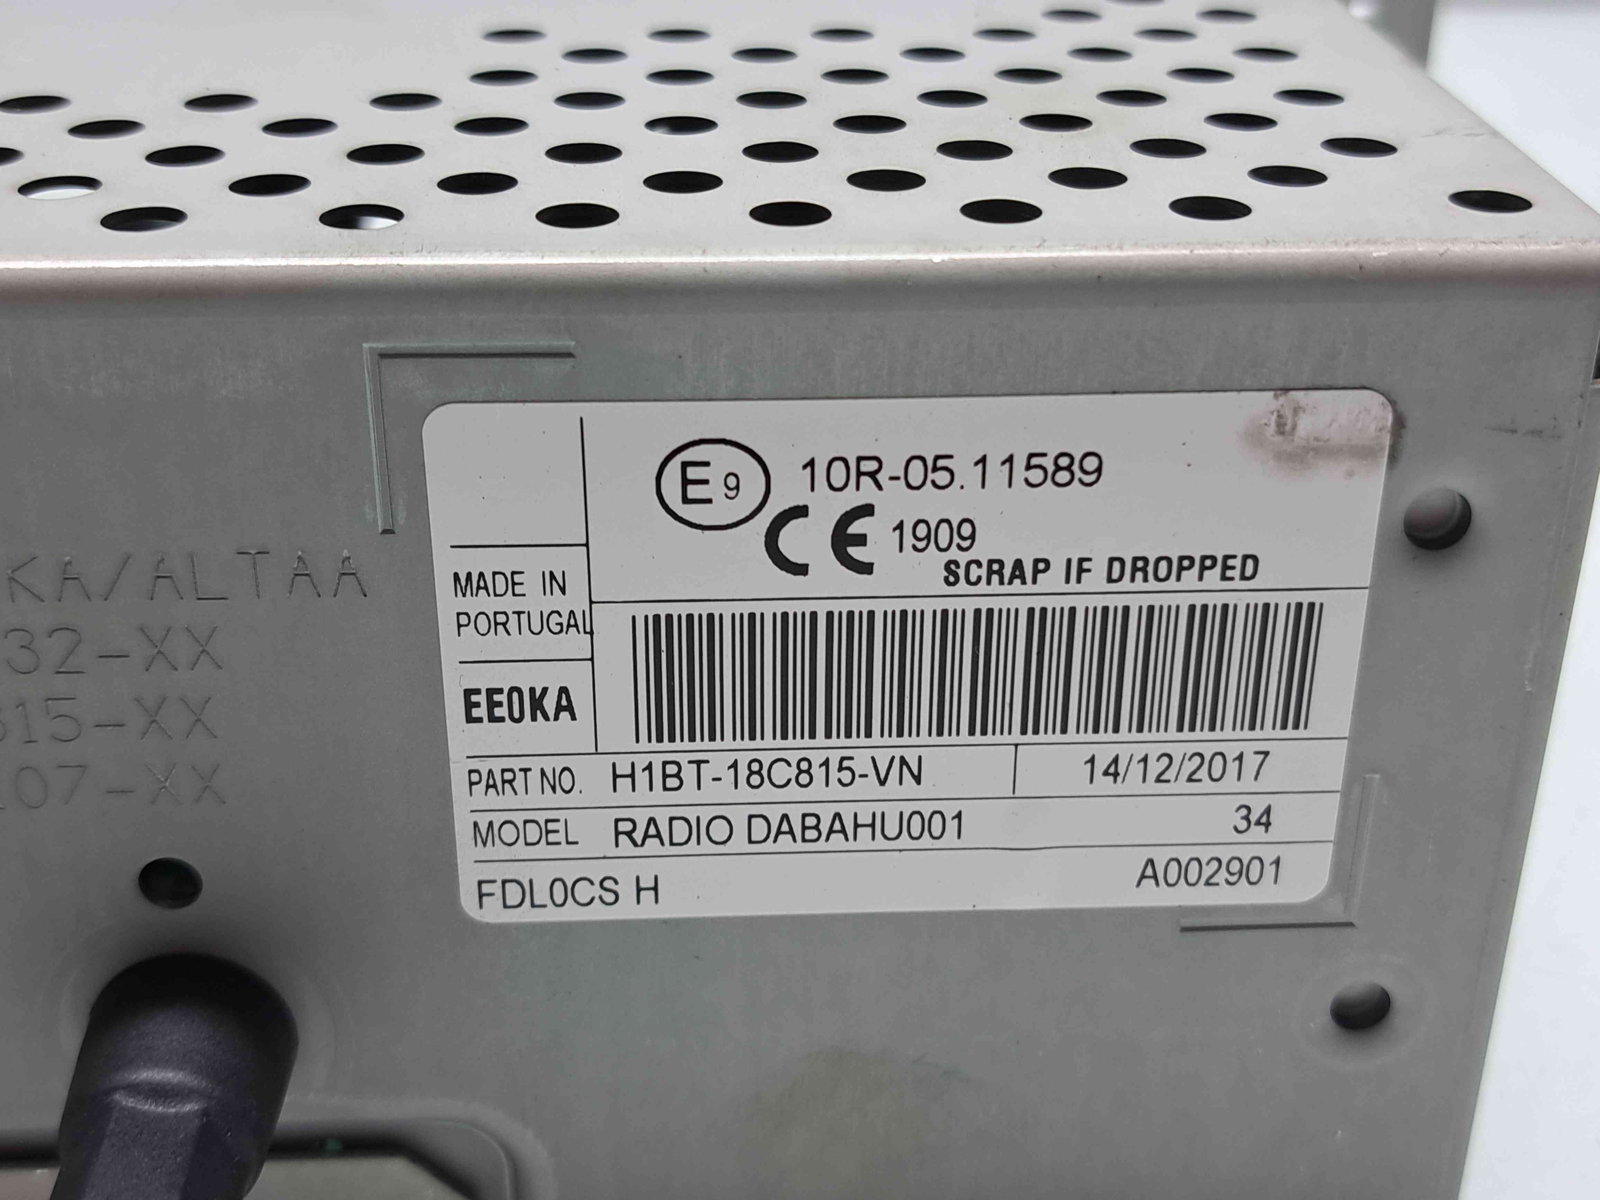 E9 10R-05.11589
CE 1909
SCRAP IF DROPPED
MADE IN
PORTUGAL
EE0KA
PART NO. H1BT-18C815-VN 14/12/2017
MODEL RADIO DABAHU001 34
FDL0CS H A002901
KA/ALTAA
32-XX
815-XX
107-XX